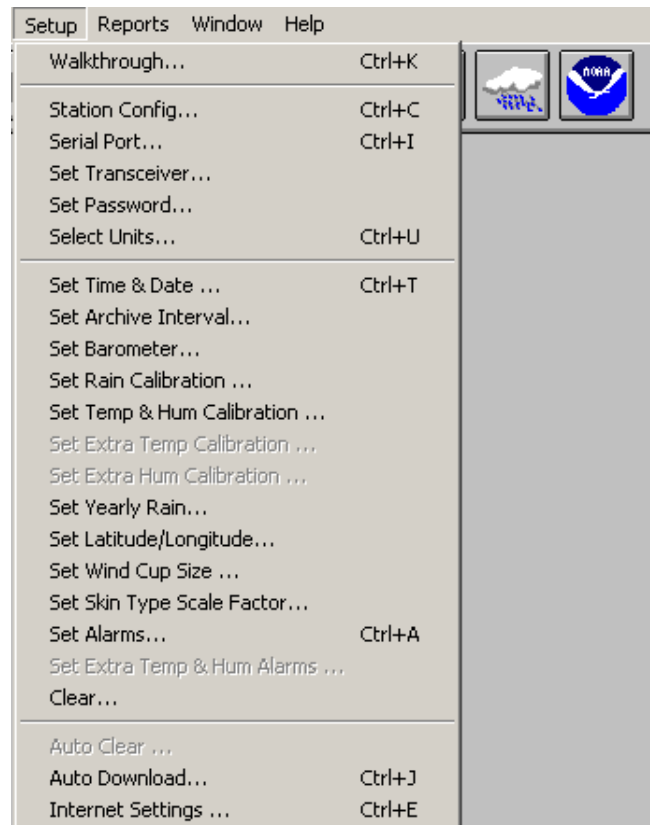 Setup Reports Window Help
Walkthrough... Ctrl+K
NOAA
Station Config... Ctrl+C
Serial Port... Ctrl+I
Set Transceiver...
Set Password...
Select Units... Ctrl+U
Set Time & Date ... Ctrl+T
Set Archive Interval...
Set Barometer...
Set Rain Calibration ...
Set Temp & Hum Calibration ...
Set Extra Temp Calibration ...
Set Extra Hum Calibration ...
Set Yearly Rain...
Set Latitude/Longitude...
Set Wind Cup Size ...
Set Skin Type Scale Factor...
Set Alarms... Ctrl+A
Set Extra Temp & Hum Alarms ...
Clear...
Auto Clear ...
Auto Download... Ctrl+J
Internet Settings ... Ctrl+E